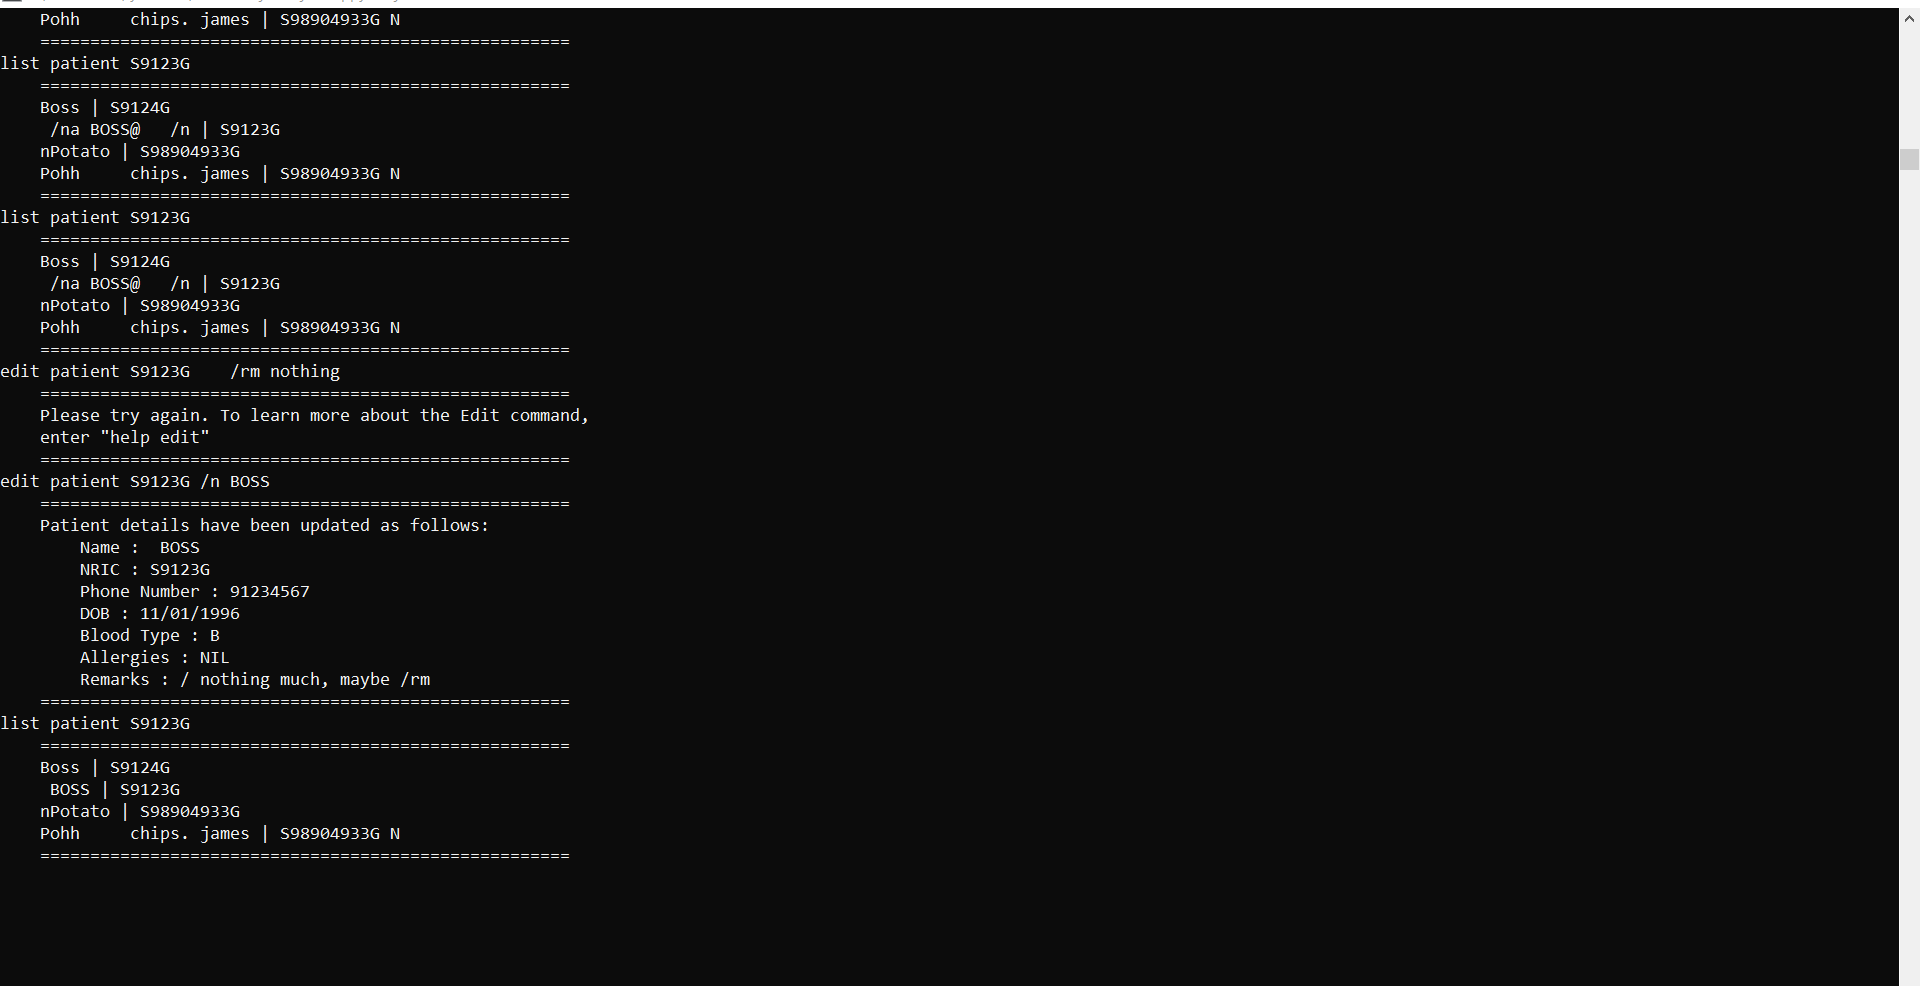 Pohh     chips. james | S98904933G N
=====================================================
list patient S9123G
=====================================================
Boss | S9124G
 /na BOSS@   /n | S9123G
nPotato | S98904933G
Pohh     chips. james | S98904933G N
=====================================================
list patient S9123G
=====================================================
Boss | S9124G
 /na BOSS@   /n | S9123G
nPotato | S98904933G
Pohh     chips. james | S98904933G N
=====================================================
edit patient S9123G    /rm nothing
=====================================================
Please try again. To learn more about the Edit command,
enter "help edit"
=====================================================
edit patient S9123G /n BOSS
=====================================================
Patient details have been updated as follows:
Name :  BOSS
NRIC : S9123G
Phone Number : 91234567
DOB : 11/01/1996
Blood Type : B
Allergies : NIL
Remarks : / nothing much, maybe /rm
=====================================================
list patient S9123G
=====================================================
Boss | S9124G
 BOSS | S9123G
nPotato | S98904933G
Pohh     chips. james | S98904933G N
=====================================================